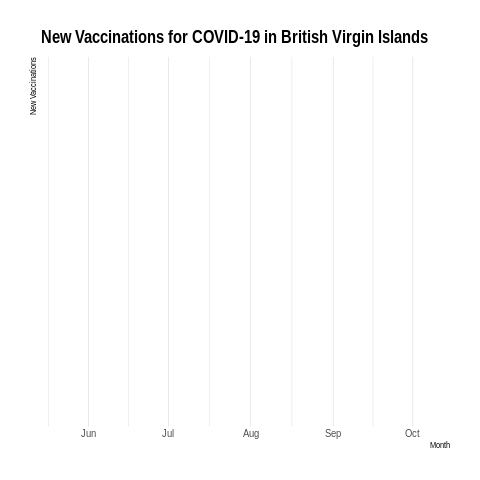 New Vaccinations for COVID-19 in British Virgin Islands
New Vaccinations
Jun Jul Aug Sep Oct
Month